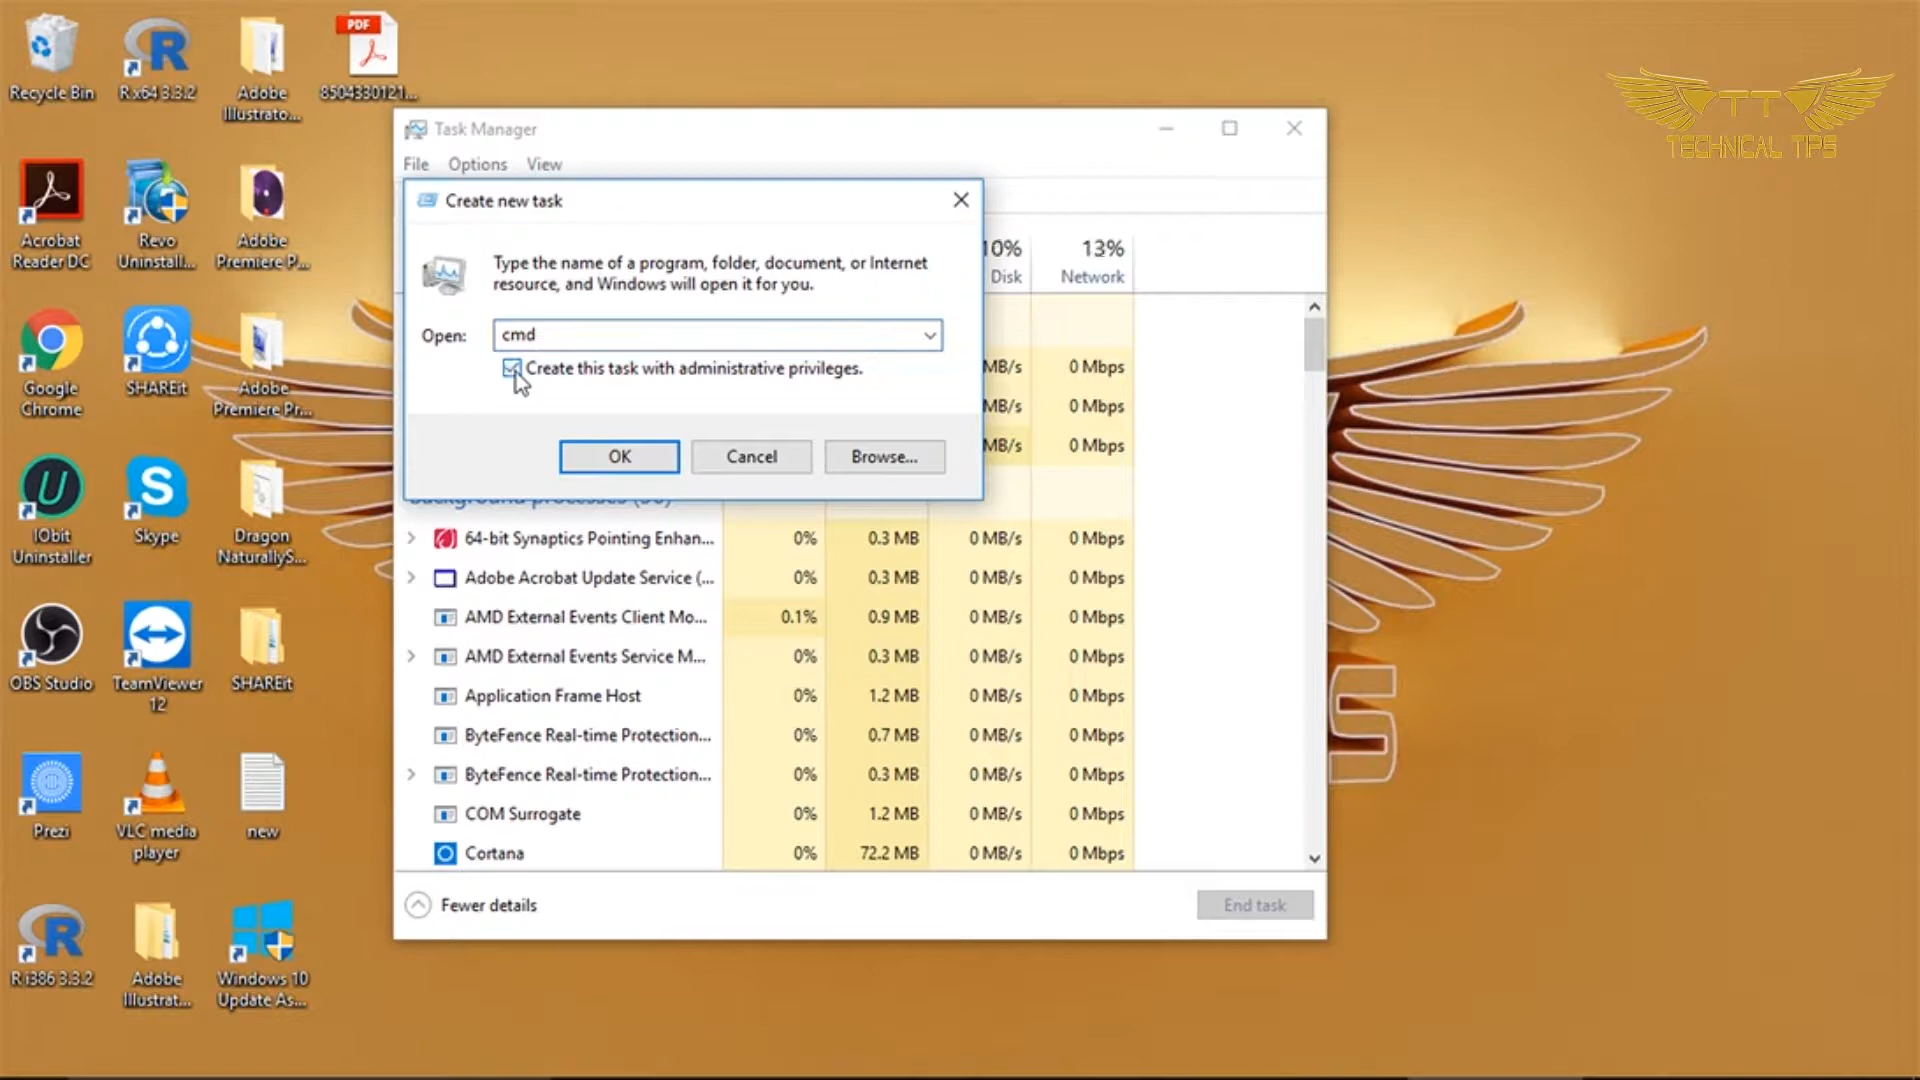 Recycle Bin
R x64 3.3.2
Adobe
Illustrato...
PDF
8504330121...
TT
TECHNICAL TIPS
Acrobat
Reader DC
Revo
Uninstall...
Adobe
Premiere P...
Google
Chrome
SHAREit
Adobe
Premiere Pr...
IObit
Uninstaller
Skype
Dragon
NaturallyS...
OBS Studio
TeamViewer
12
SHAREit
Prezi
VLC media
player
new
R i386 3.3.2
Adobe
Illustrat...
Windows 10
Update As...
Task Manager
File Options View
Create new task
Type the name of a program, folder, document, or Internet
resource, and Windows will open it for you.
Open: cmd
Create this task with administrative privileges.
OK Cancel Browse...
10% 13%
Disk Network
MB/s 0 Mbps
MB/s 0 Mbps
MB/s 0 Mbps
64-bit Synaptics Pointing Enhan... 0% 0.3 MB 0 MB/s 0 Mbps
Adobe Acrobat Update Service (... 0% 0.3 MB 0 MB/s 0 Mbps
AMD External Events Client Mo... 0.1% 0.9 MB 0 MB/s 0 Mbps
AMD External Events Service M... 0% 0.3 MB 0 MB/s 0 Mbps
Application Frame Host 0% 1.2 MB 0 MB/s 0 Mbps
ByteFence Real-time Protection... 0% 0.7 MB 0 MB/s 0 Mbps
ByteFence Real-time Protection... 0% 0.3 MB 0 MB/s 0 Mbps
COM Surrogate 0% 1.2 MB 0 MB/s 0 Mbps
Cortana 0% 72.2 MB 0 MB/s 0 Mbps
Fewer details End task
S